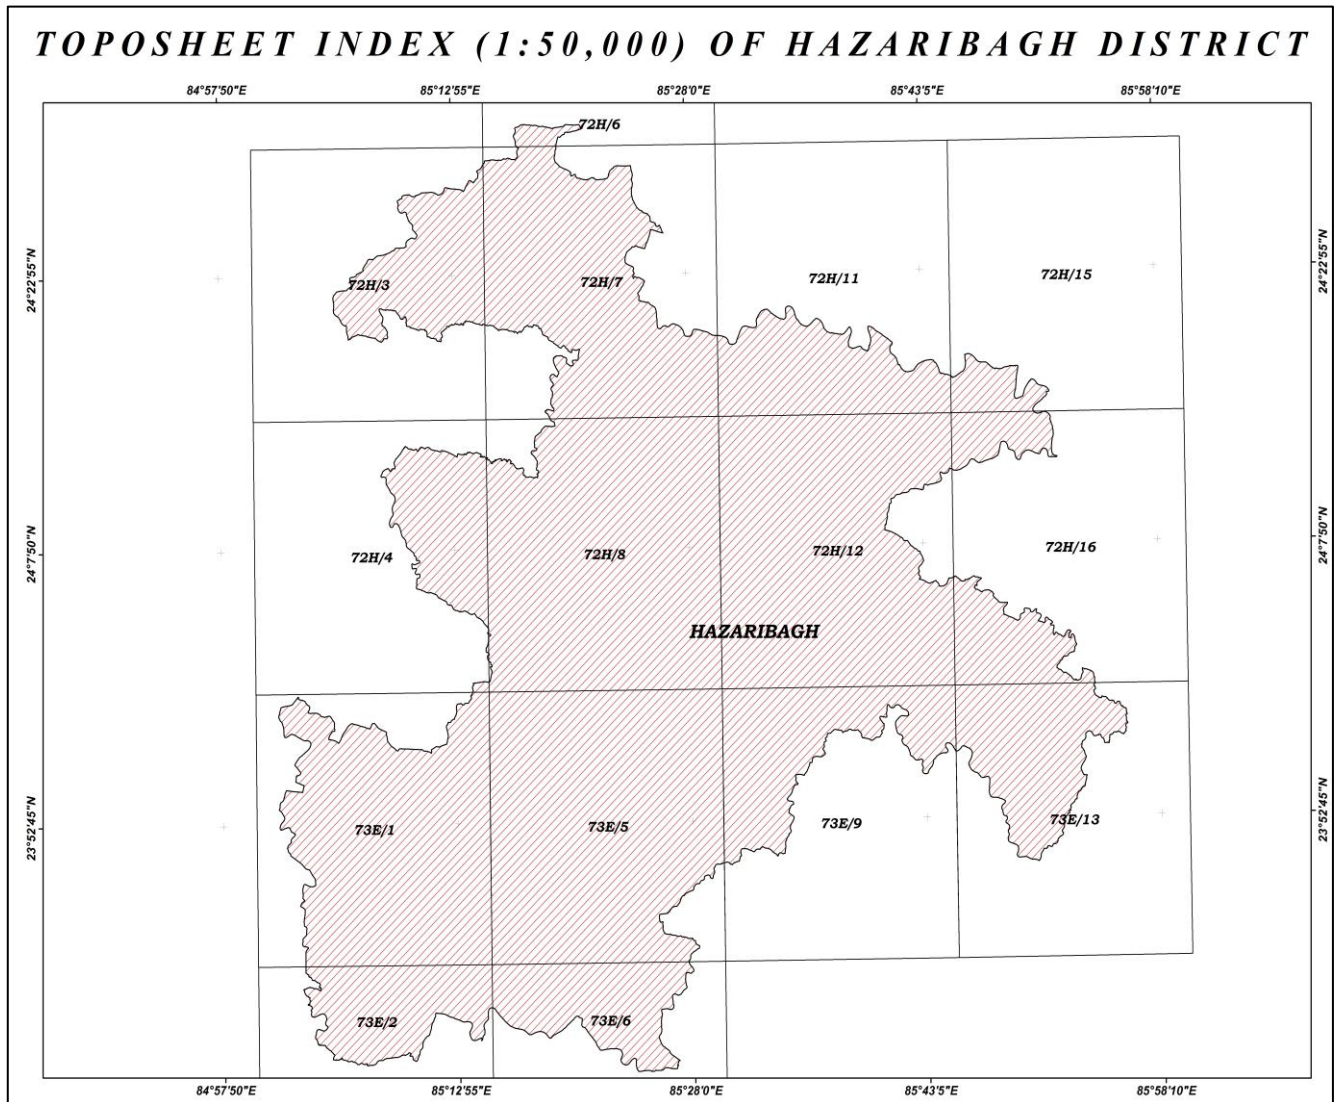 TOPOSHEET INDEX (1:50,000) OF HAZARIBAGH DISTRICT
84°57'50"E 85°12'55"E 85°28'0"E 85°43'5"E 85°58'10"E
72H/6
24°22'55"N 72H/3 72H/7 72H/11 72H/15 24°22'55"N
24°7'50"N 72H/4 72H/8 72H/12 72H/16 24°7'50"N
HAZARIBAGH
23°52'45"N 73E/1 73E/5 73E/9 73E/13 23°52'45"N
73E/2 73E/6
84°57'50"E 85°12'55"E 85°28'0"E 85°43'5"E 85°58'10"E